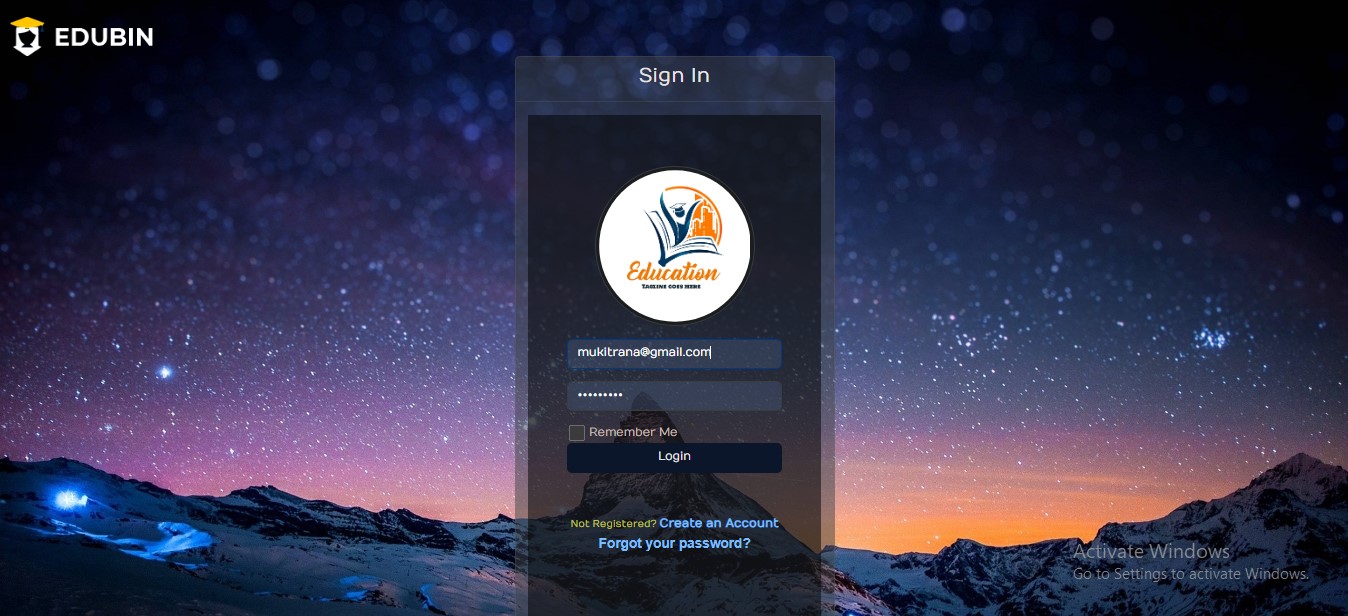 EDUBIN
Sign In
Education
TAGLINE GOES HERE
mukitrana@gmail.com
•••••••••
Remember Me
Login
Not Registered? Create an Account
Forgot your password?
Activate Windows
Go to Settings to activate Windows.